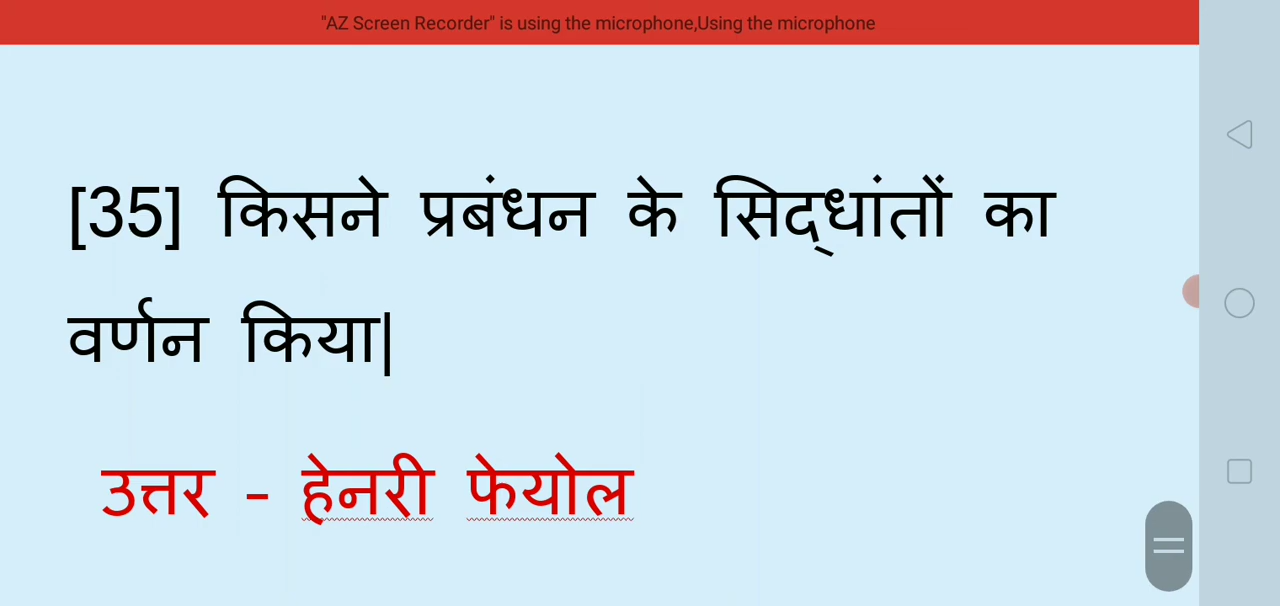 "AZ Screen Recorder" is using the microphone,Using the microphone
[35] किसने प्रबंधन के सिद्‌धांतों का
वर्णन किया|
उत्तर - हेनरी फेयोल